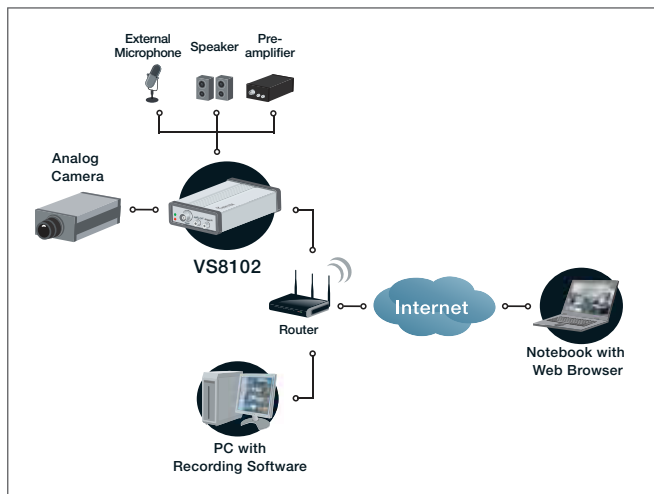 External
Microphone
Speaker
Pre-
amplifier
Analog
Camera
VS8102
Internet
Router
Notebook with
Web Browser
PC with
Recording Software